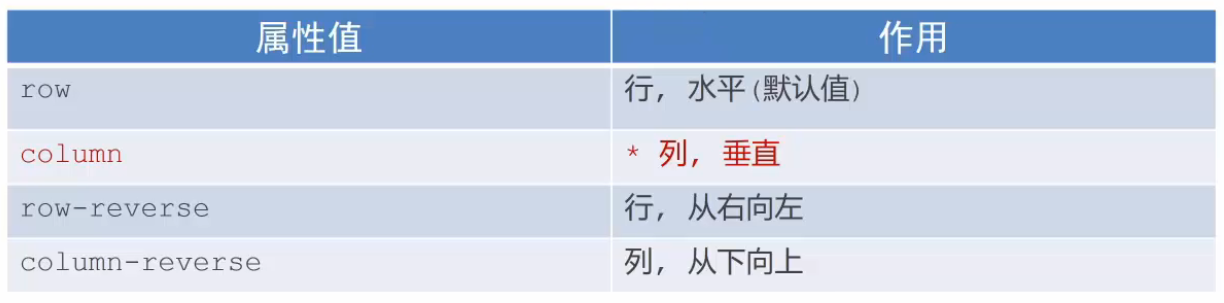 属性值 作用
row 行, 水平(默认值)
column * 列, 垂直
row-reverse 行, 从右向左
column-reverse 列, 从下向上